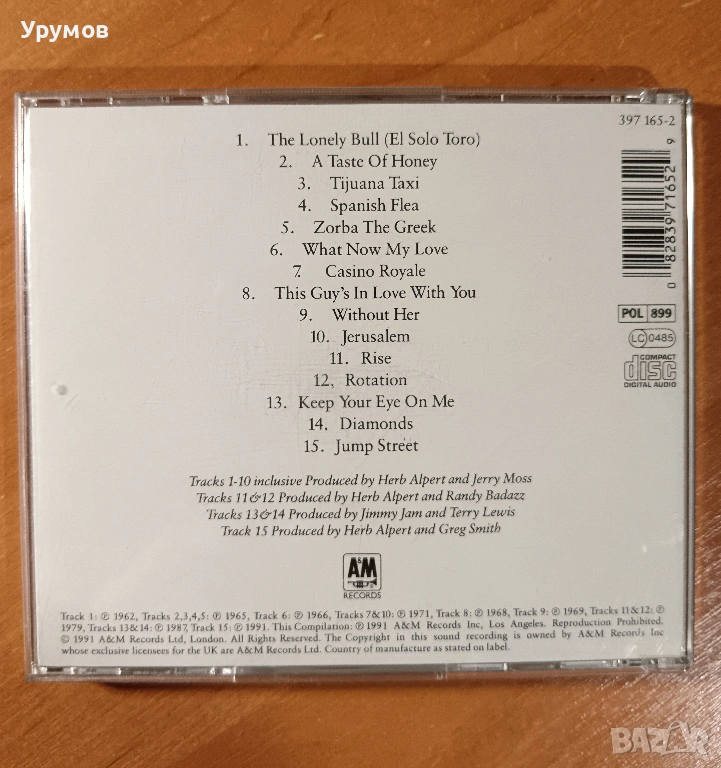 Урумов
397 165-2
1. The Lonely Bull (El Solo Toro)
2. A Taste Of Honey
3. Tijuana Taxi
4. Spanish Flea
5. Zorba The Greek
6. What Now My Love
7. Casino Royale
8. This Guy's In Love With You
9. Without Her
10. Jerusalem
11. Rise
12, Rotation
13. Keep Your Eye On Me
14. Diamonds
15. Jump Street
0 82839 71652 9
POL 899
LC 0485
COMPACT
disc
DIGITAL AUDIO
Tracks 1-10 inclusive Produced by Herb Alpert and Jerry Moss
Tracks 11&12 Produced by Herb Alpert and Randy Badazz
Tracks 13&14 Produced by Jimmy Jam and Terry Lewis
Track 15 Produced by Herb Alpert and Greg Smith
A&M
RECORDS
Track 1: ℗ 1962, Tracks 2,3,4,5: ℗ 1965, Track 6: ℗ 1966, Tracks 7&10: ℗ 1971, Track 8: ℗ 1968, Track 9: ℗ 1969, Tracks 11&12: ℗
1979, Tracks 13&14: ℗ 1987, Track 15: ℗ 1991. This Compilation: ℗ 1991 A&M Records Inc, Los Angeles. Reproduction Prohibited.
© 1991 A&M Records Ltd, London. All Rights Reserved. The Copyright in this sound recording is owned by A&M Records Inc
whose exclusive licensees for the UK are A&M Records Ltd. Country of manufacture as stated on label.
BAZAR